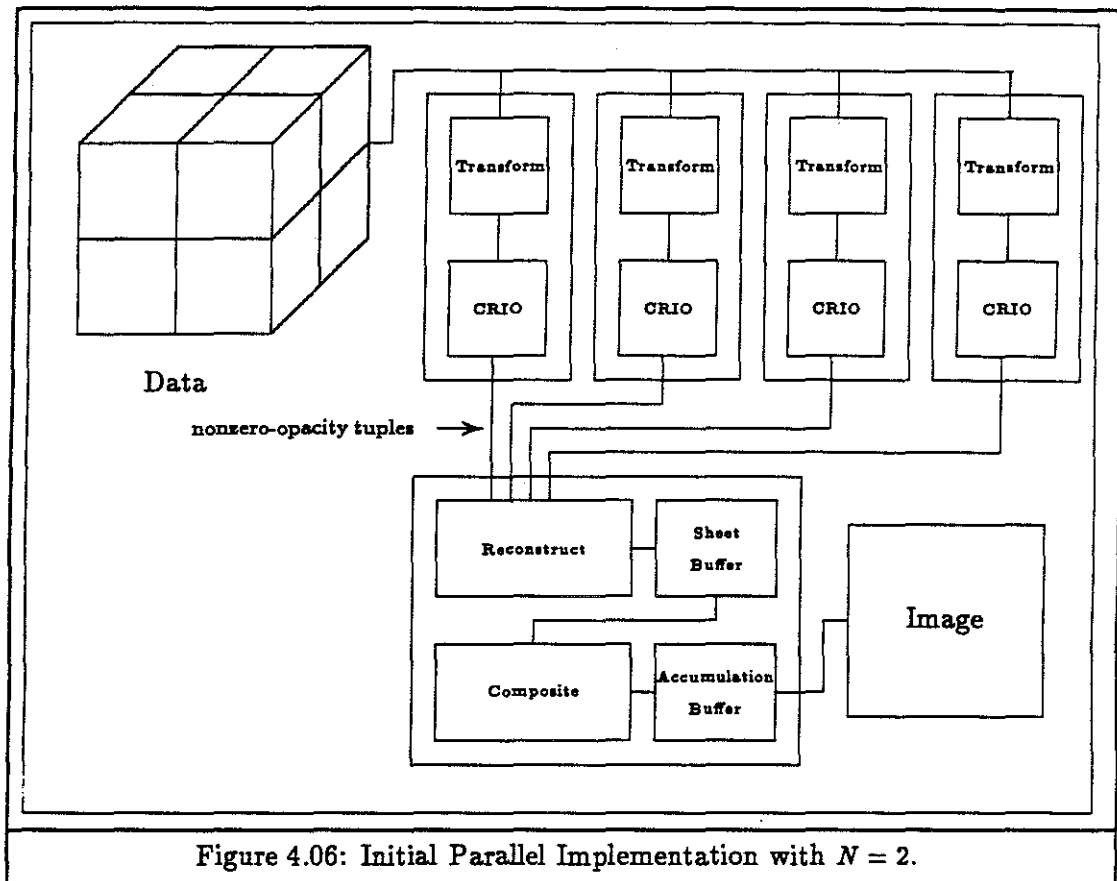 Transform
Transform
Transform
Transform
CRIO
CRIO
CRIO
CRIO
Data
nonzero-opacity tuples
Reconstruct
Sheet
Buffer
Image
Composite
Accumulation
Buffer
Figure 4.06: Initial Parallel Implementation with N = 2.